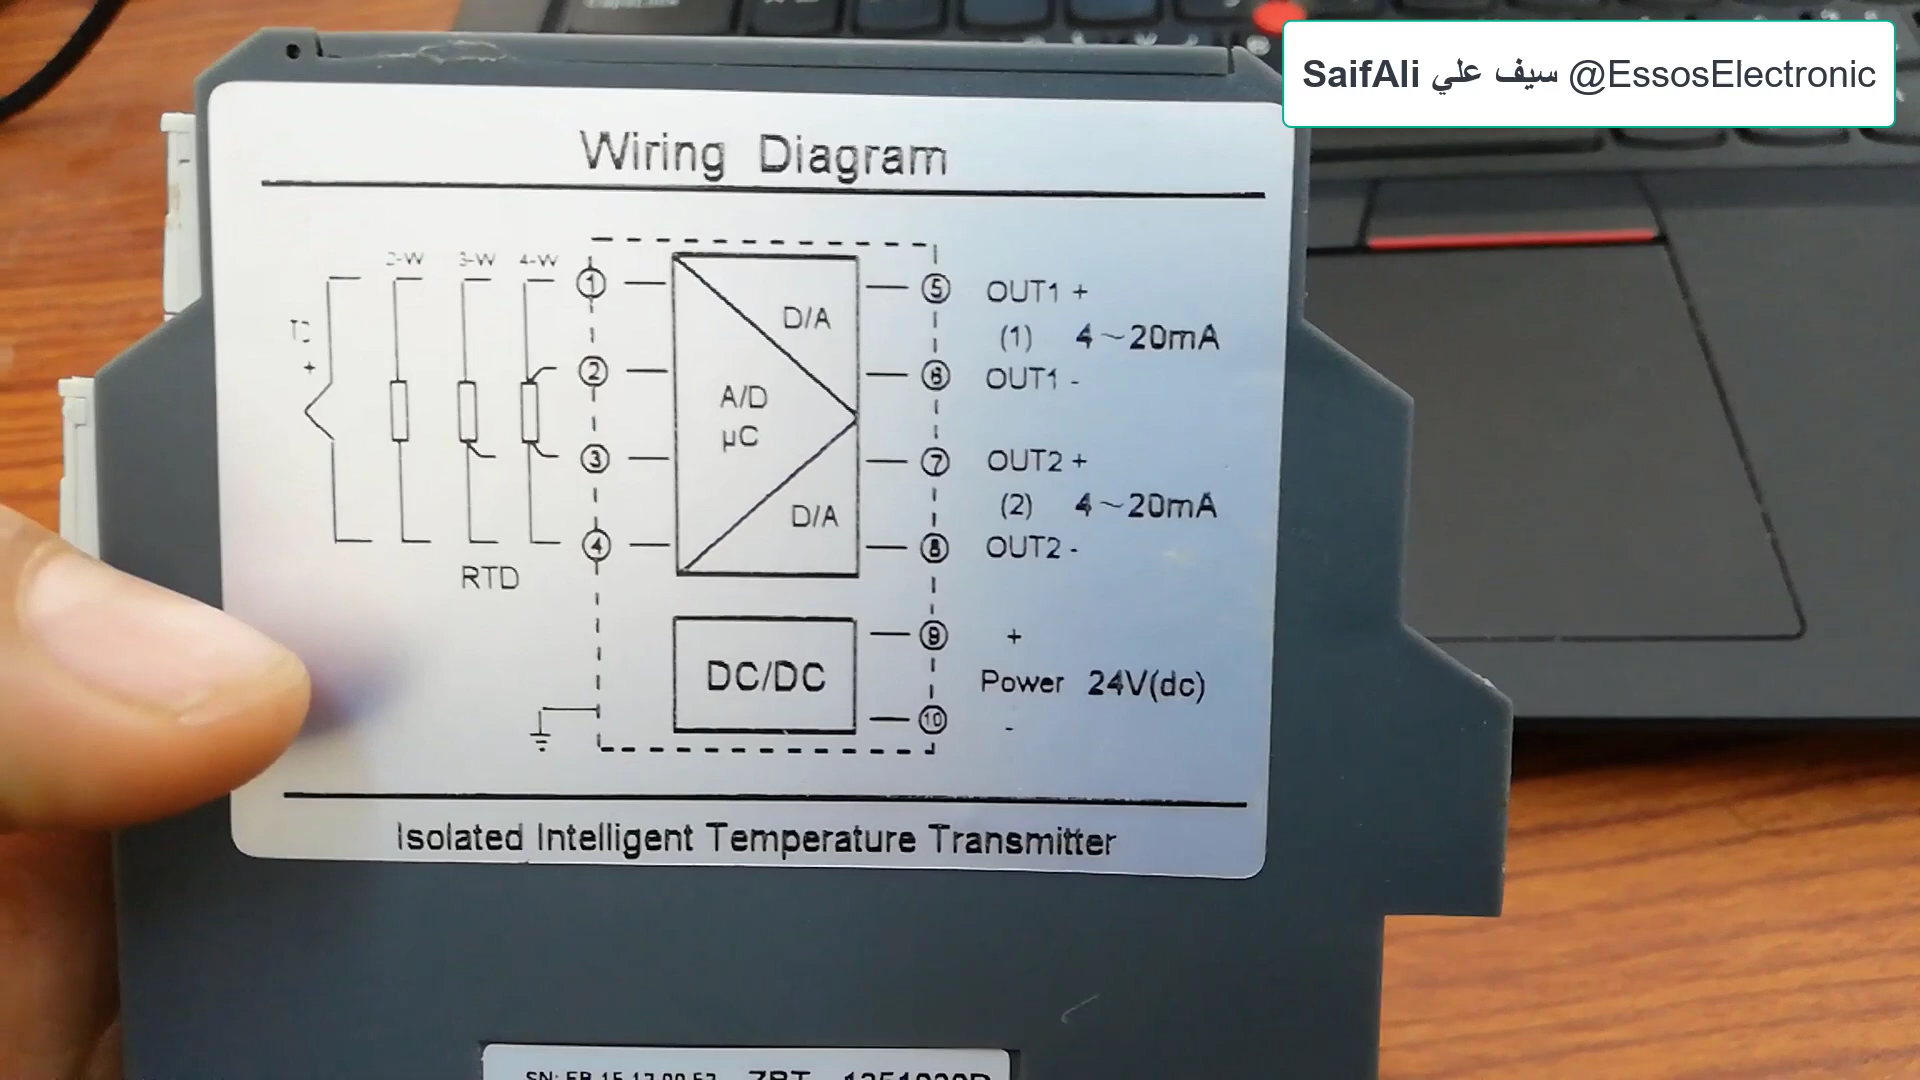 SaifAli سيف علي @EssosElectronic
Wiring Diagram
2-W 3-W 4-W
TC
+
1
2
3
4
RTD
D/A
A/D
µC
D/A
DC/DC
5 OUT1 +
(1) 4~20mA
6 OUT1 -
7 OUT2 +
(2) 4~20mA
8 OUT2 -
9 +
Power 24V(dc)
10 -
Isolated Intelligent Temperature Transmitter
SN: